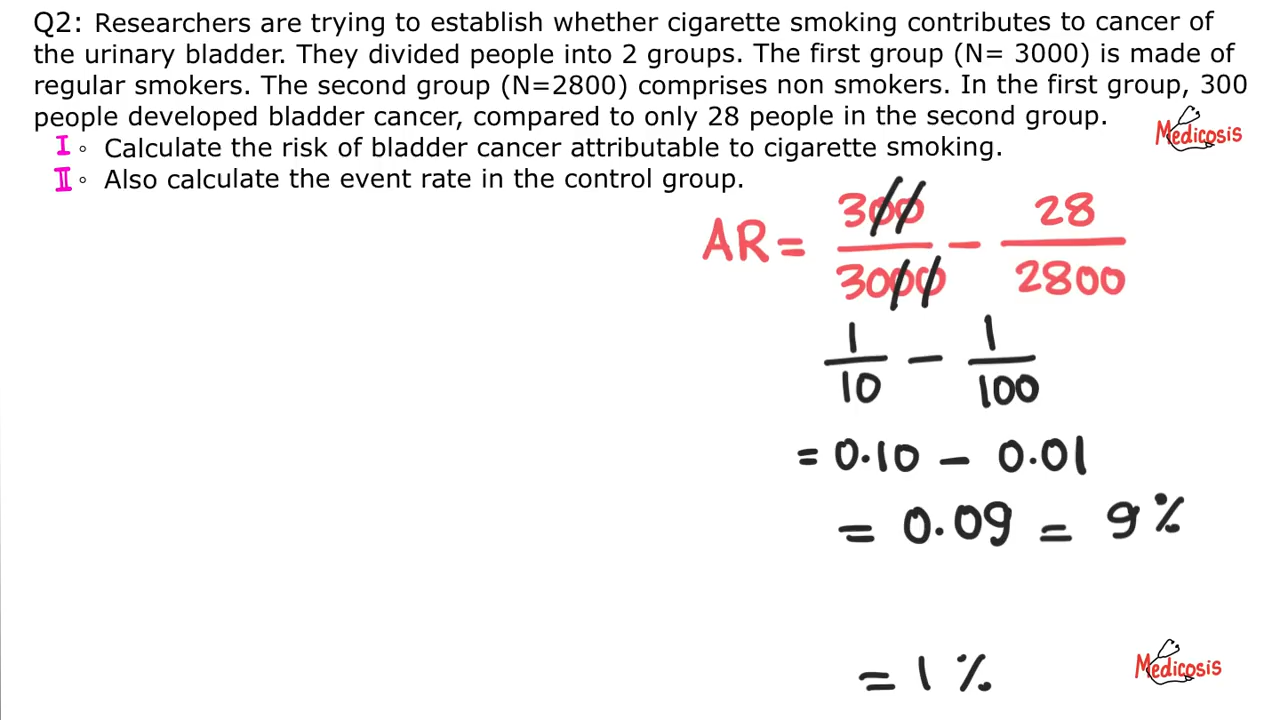 Q2: Researchers are trying to establish whether cigarette smoking contributes to cancer of
the urinary bladder. They divided people into 2 groups. The first group (N= 3000) is made of
regular smokers. The second group (N=2800) comprises non smokers. In the first group, 300
people developed bladder cancer, compared to only 28 people in the second group.
Medicosis
I ◦ Calculate the risk of bladder cancer attributable to cigarette smoking.
II ◦ Also calculate the event rate in the control group.
AR = 300/3000 − 28/2800
1/10 − 1/100
= 0.10 − 0.01
= 0.09 = 9%
= 1%
Medicosis